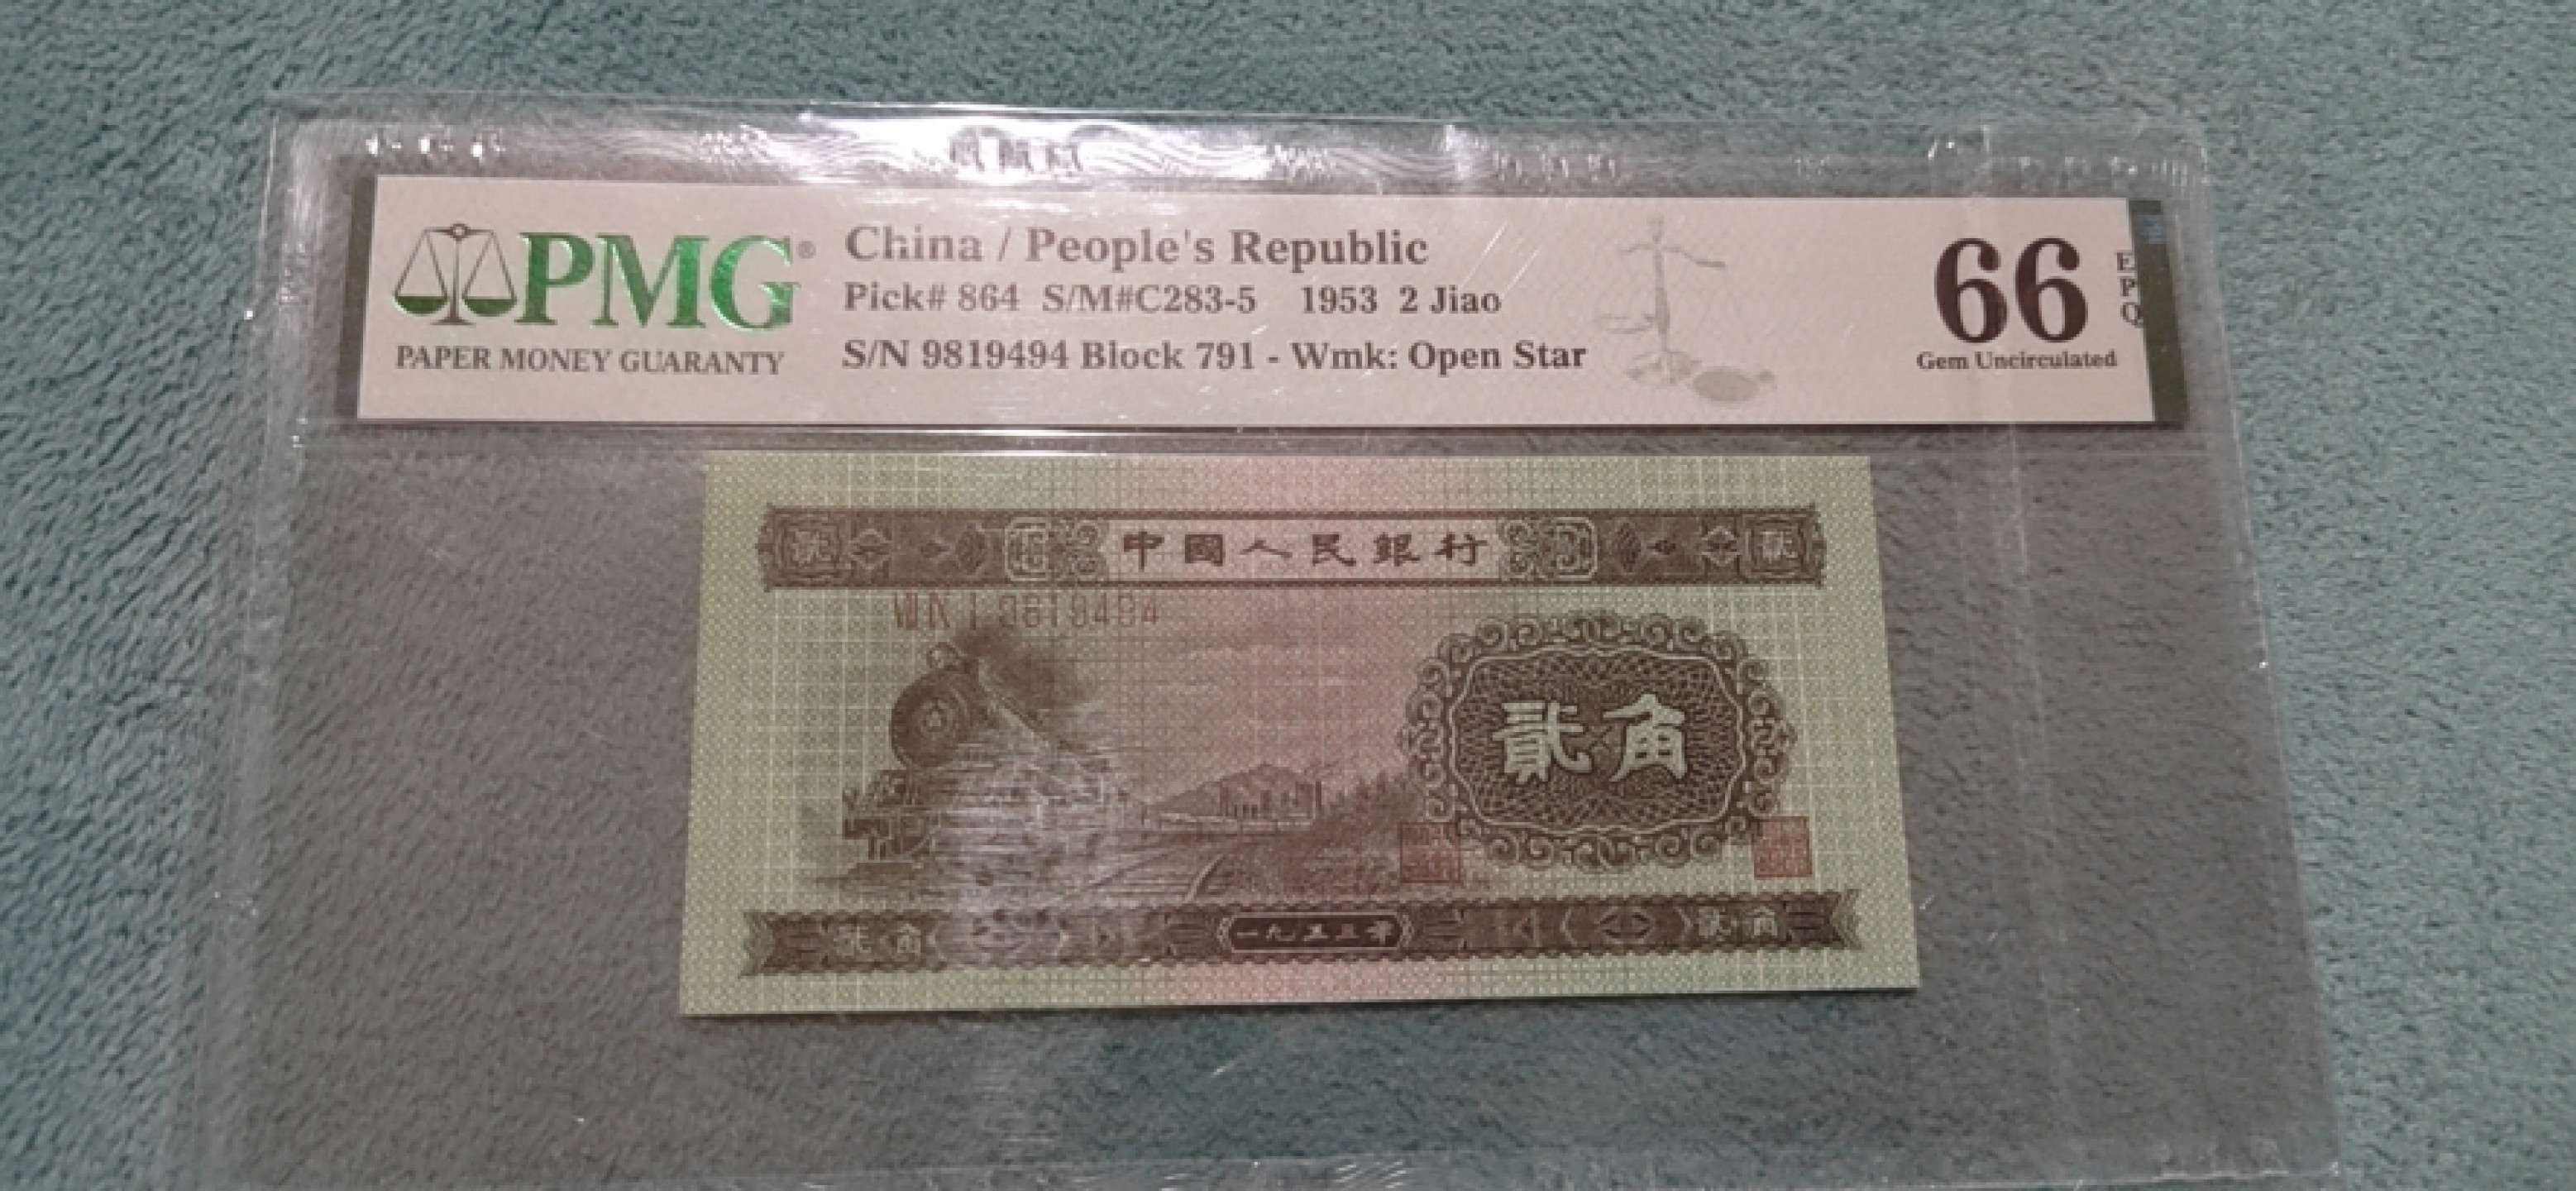 PMG®
PAPER MONEY GUARANTY
China / People's Republic
Pick# 864 S/M#C283-5 1953 2 Jiao
S/N 9819494 Block 791 - Wmk: Open Star
66
EPQ
Gem Uncirculated
中國人民銀行
ⅦⅨⅠ 9819494
貳角
貳角
一九五三年
貳角